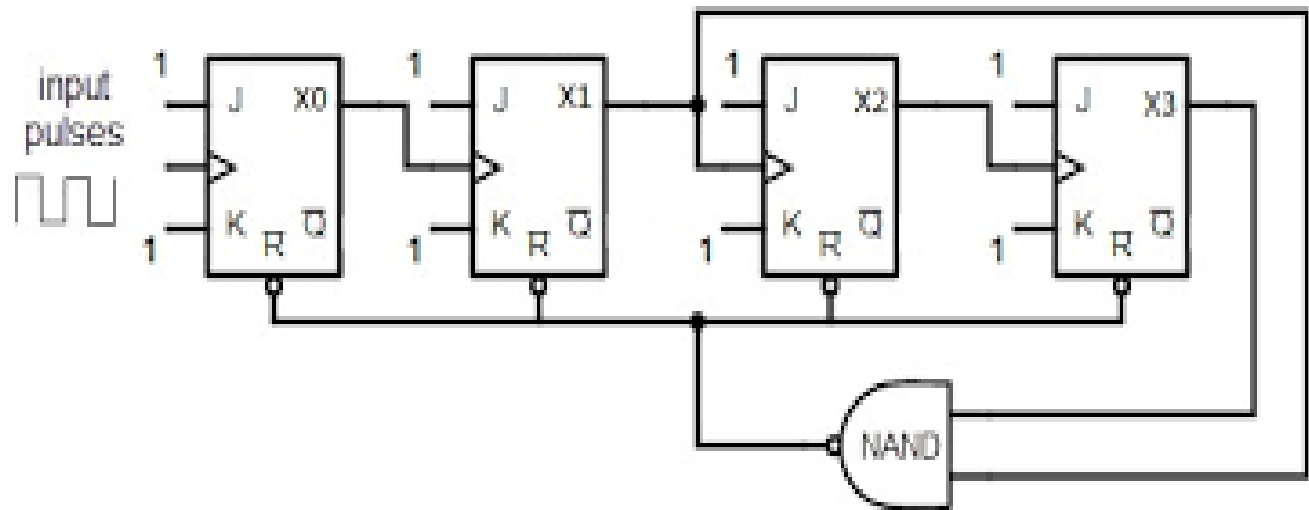 1 1 1 1
input
pulses
J X0 J X1 J X2 J X3
K R̅ Q̅ K R̅ Q̅ K R̅ Q̅ K R̅ Q̅
1 1 1 1
NAND